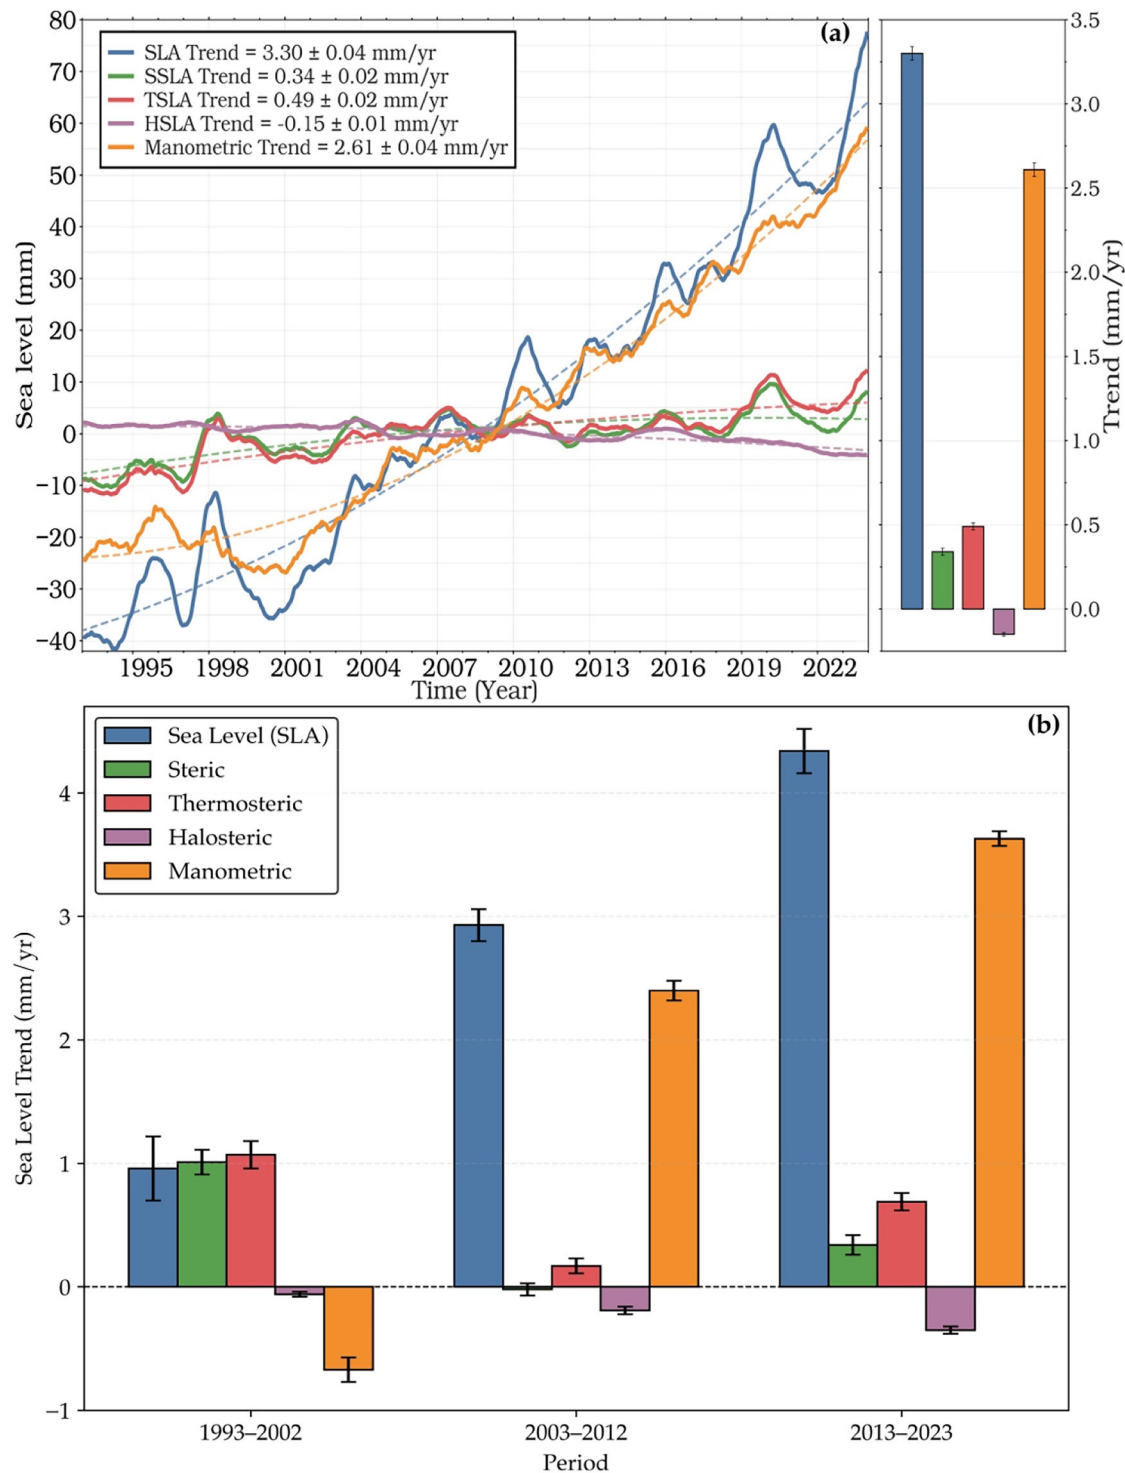 (a)
SLA Trend = 3.30 ± 0.04 mm/yr
SSLA Trend = 0.34 ± 0.02 mm/yr
TSLA Trend = 0.49 ± 0.02 mm/yr
HSLA Trend = -0.15 ± 0.01 mm/yr
Manometric Trend = 2.61 ± 0.04 mm/yr
Sea level (mm)
80
70
60
50
40
30
20
10
0
−10
−20
−30
−40
1995 1998 2001 2004 2007 2010 2013 2016 2019 2022
Time (Year)
3.5
3.0
2.5
2.0
1.5
1.0
0.5
0.0
Trend (mm/yr)
(b)
Sea Level (SLA)
Steric
Thermosteric
Halosteric
Manometric
Sea Level Trend (mm/yr)
4
3
2
1
0
−1
1993–2002 2003–2012 2013–2023
Period